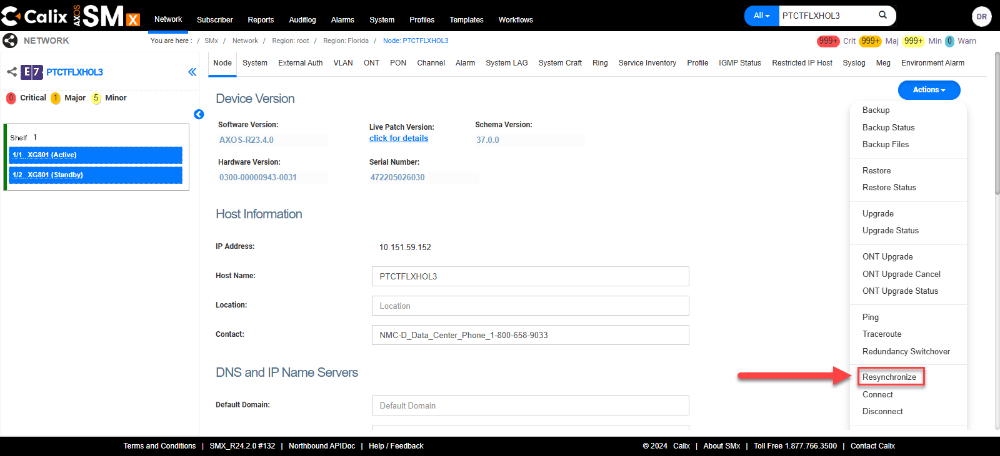 Calix AXOS SMx
Network Subscriber Reports Auditlog Alarms System Profiles Templates Workflows
All PTCTFLXHOL3
DR
NETWORK
You are here : / SMx / Network / Region: root / Region: Florida / Node: PTCTFLXHOL3
999+ Crit 999+ Maj 999+ Min 0 Warn
E7 PTCTFLXHOL3
0 Critical 1 Major 5 Minor
Shelf 1
1/1 XG801 (Active)
1/2 XG801 (Standby)
Node System External Auth VLAN ONT PON Channel Alarm System LAG System Craft Ring Service Inventory Profile IGMP Status Restricted IP Host Syslog Meg Environment Alarm
Actions
Device Version
Software Version:
AXOS-R23.4.0
Live Patch Version:
click for details
Schema Version:
37.0.0
Hardware Version:
0300-00000943-0031
Serial Number:
472205026030
Host Information
IP Address: 10.151.59.152
Host Name: PTCTFLXHOL3
Location: Location
Contact: NMC-D_Data_Center_Phone_1-800-658-9033
DNS and IP Name Servers
Default Domain: Default Domain
Backup
Backup Status
Backup Files
Restore
Restore Status
Upgrade
Upgrade Status
ONT Upgrade
ONT Upgrade Cancel
ONT Upgrade Status
Ping
Traceroute
Redundancy Switchover
Resynchronize
Connect
Disconnect
Terms and Conditions | SMX_R24.2.0 #132 | Northbound APIDoc | Help / Feedback
© 2024 Calix | About SMx | Toll Free 1.877.766.3500 | Contact Calix